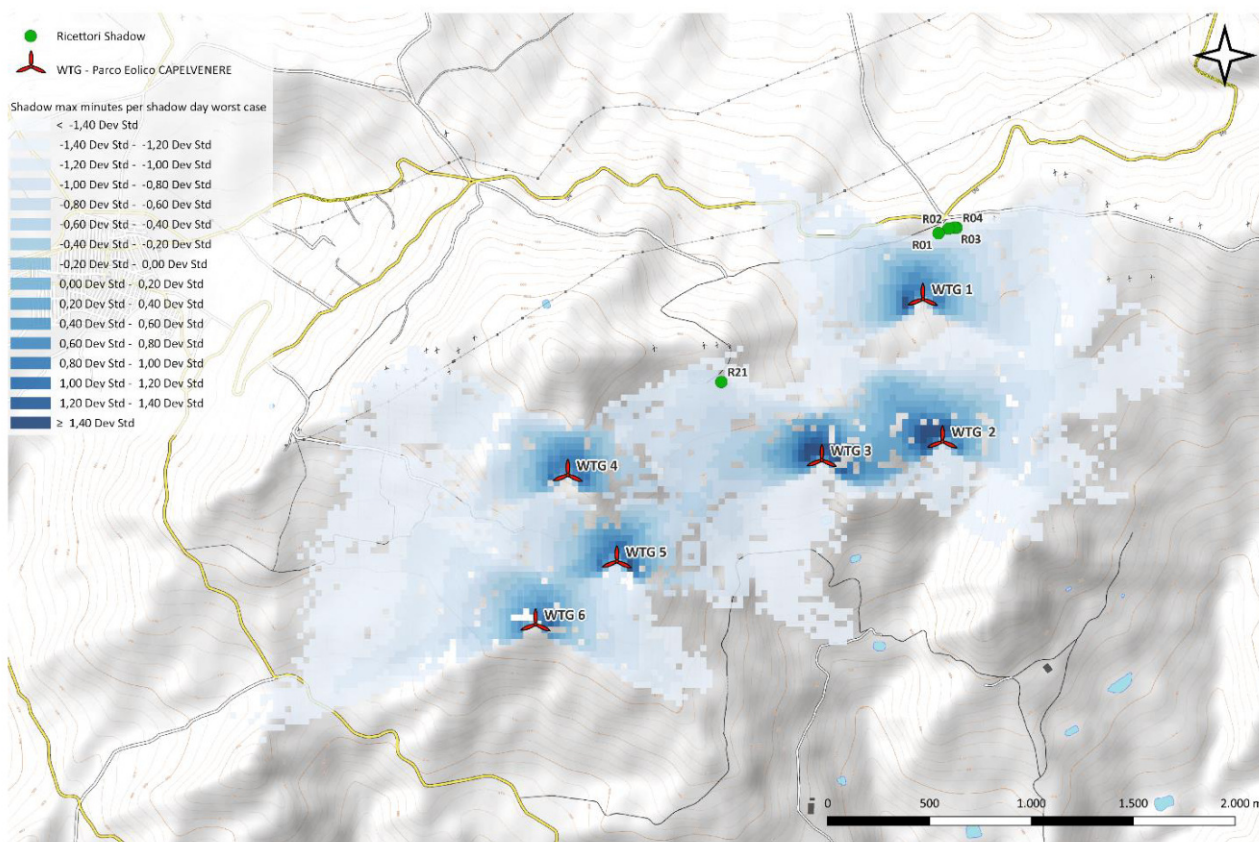 Ricettori Shadow
WTG - Parco Eolico CAPELVENERE
Shadow max minutes per shadow day worst case
< -1,40 Dev Std
-1,40 Dev Std - -1,20 Dev Std
-1,20 Dev Std - -1,00 Dev Std
-1,00 Dev Std - -0,80 Dev Std
-0,80 Dev Std - -0,60 Dev Std
-0,60 Dev Std - -0,40 Dev Std
-0,40 Dev Std - -0,20 Dev Std
-0,20 Dev Std - 0,00 Dev Std
0,00 Dev Std - 0,20 Dev Std
0,20 Dev Std - 0,40 Dev Std
0,40 Dev Std - 0,60 Dev Std
0,60 Dev Std - 0,80 Dev Std
0,80 Dev Std - 1,00 Dev Std
1,00 Dev Std - 1,20 Dev Std
1,20 Dev Std - 1,40 Dev Std
≥ 1,40 Dev Std
R02 R04
R01 R03
WTG 1
R21
WTG 2
WTG 3
WTG 4
WTG 5
WTG 6
0 500 1.000 1.500 2.000 m